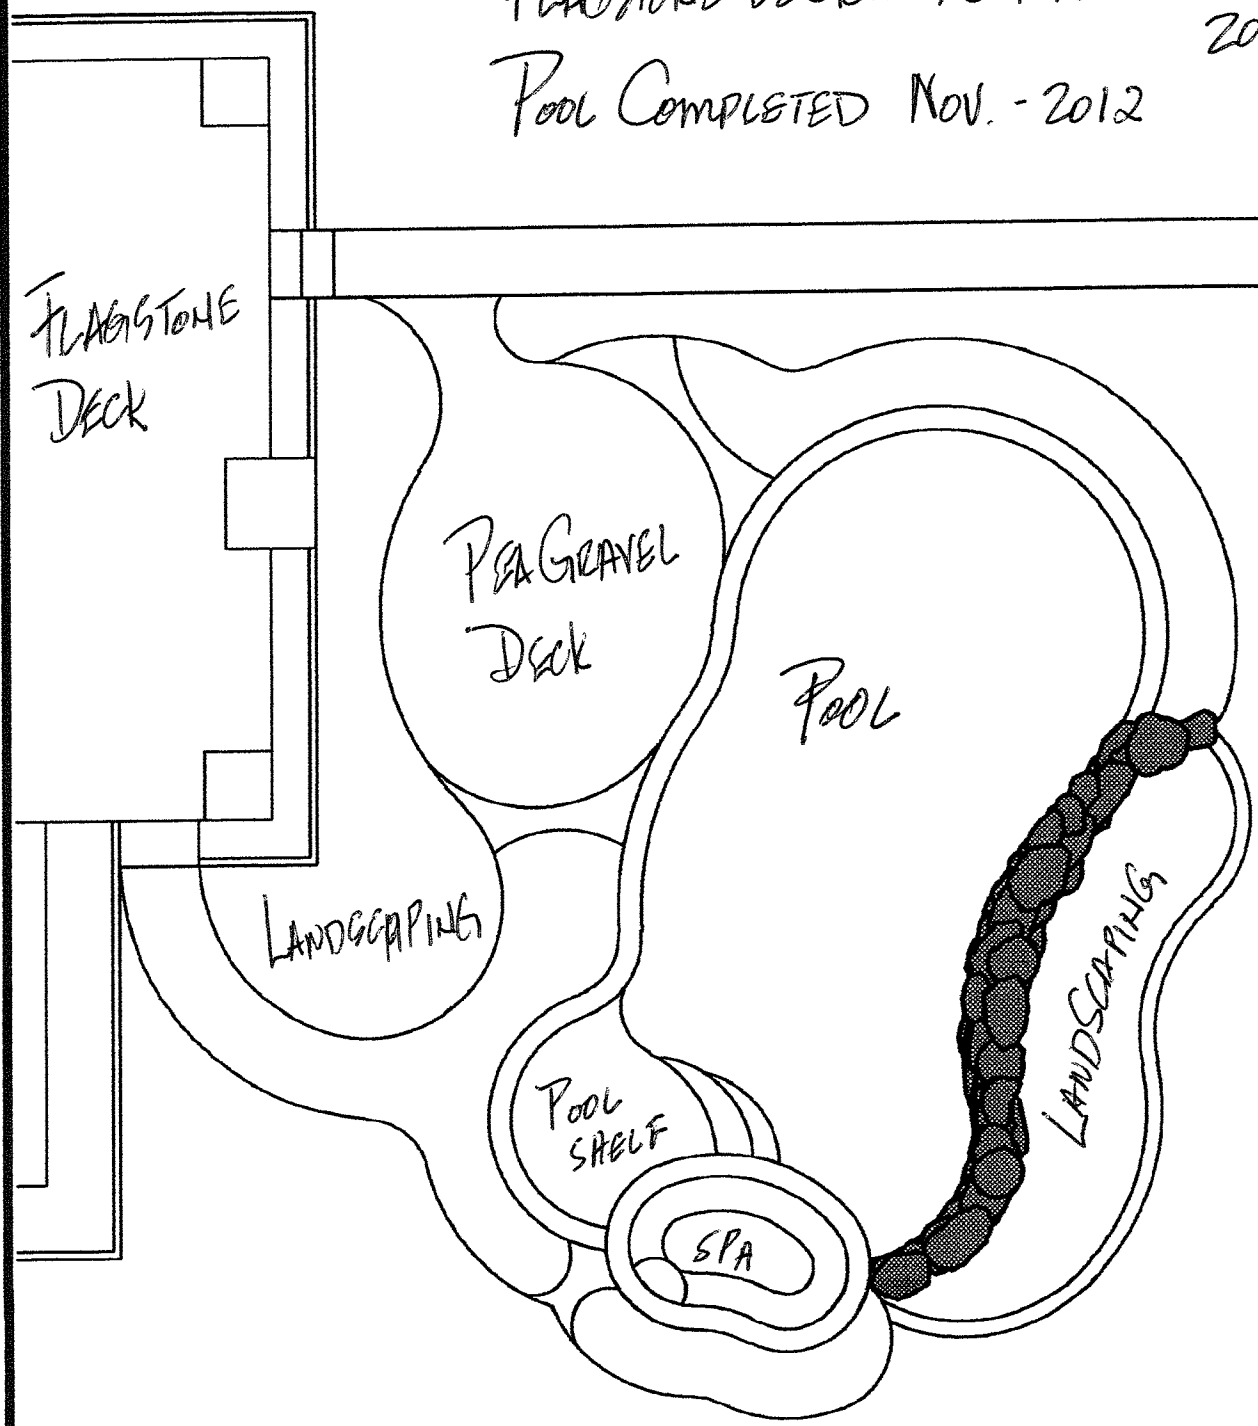 Pool Completed Nov. - 2012
Flagstone
Deck
Pea Gravel
Deck
Pool
Landscaping
Landscaping
Pool
Shelf
Spa